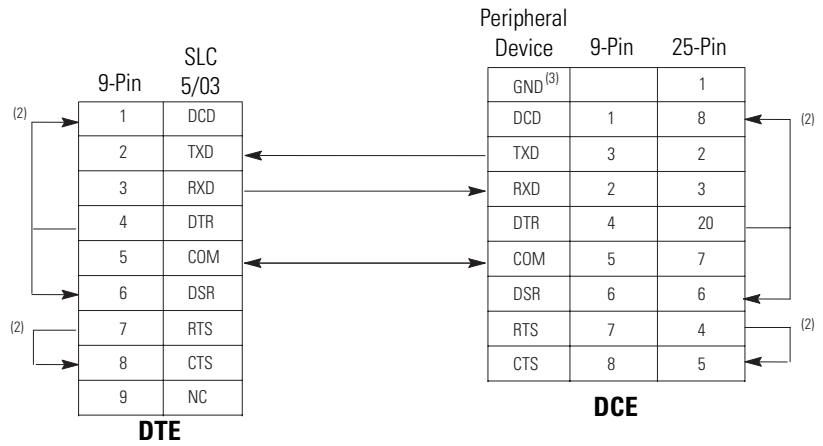 Peripheral
Device 9-Pin 25-Pin
SLC
9-Pin 5/03
GND(3) 1
(2) 1 DCD
DCD 1 8 (2)
2 TXD
TXD 3 2
3 RXD
RXD 2 3
4 DTR
DTR 4 20
5 COM
COM 5 7
6 DSR
DSR 6 6
(2) 7 RTS
RTS 7 4 (2)
8 CTS
CTS 8 5
9 NC
DTE
DCE